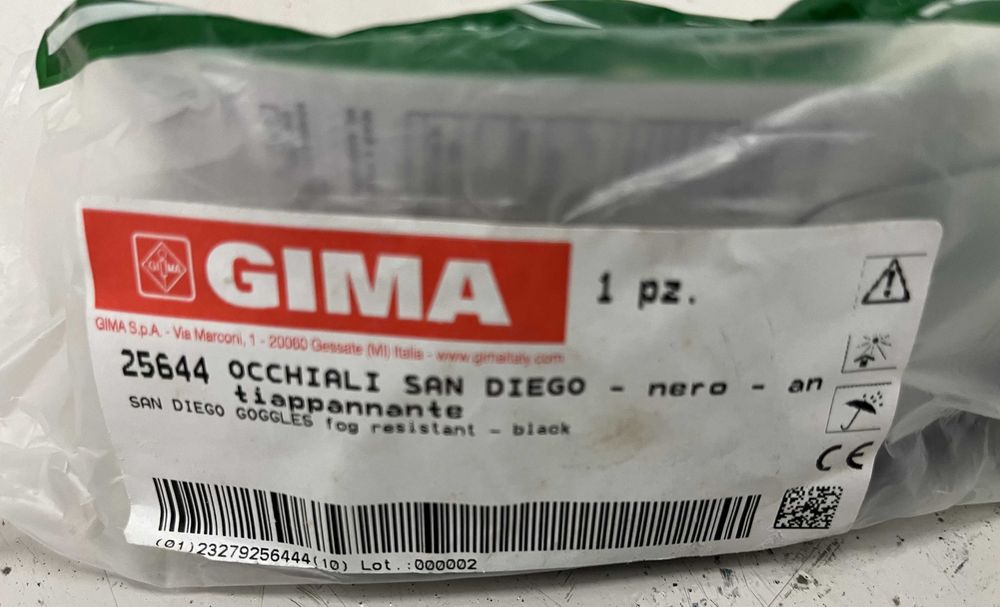 GIMA
GIMA
1 pz.
GIMA S.p.A. - Via Marconi, 1 - 20060 Gessate (MI) Italia - www.gimaitaly.com
25644 OCCHIALI SAN DIEGO - nero - an
tiappannante
SAN DIEGO GOGGLES fog resistant - black
CE
(01)23279256444(10) Lot.:000002